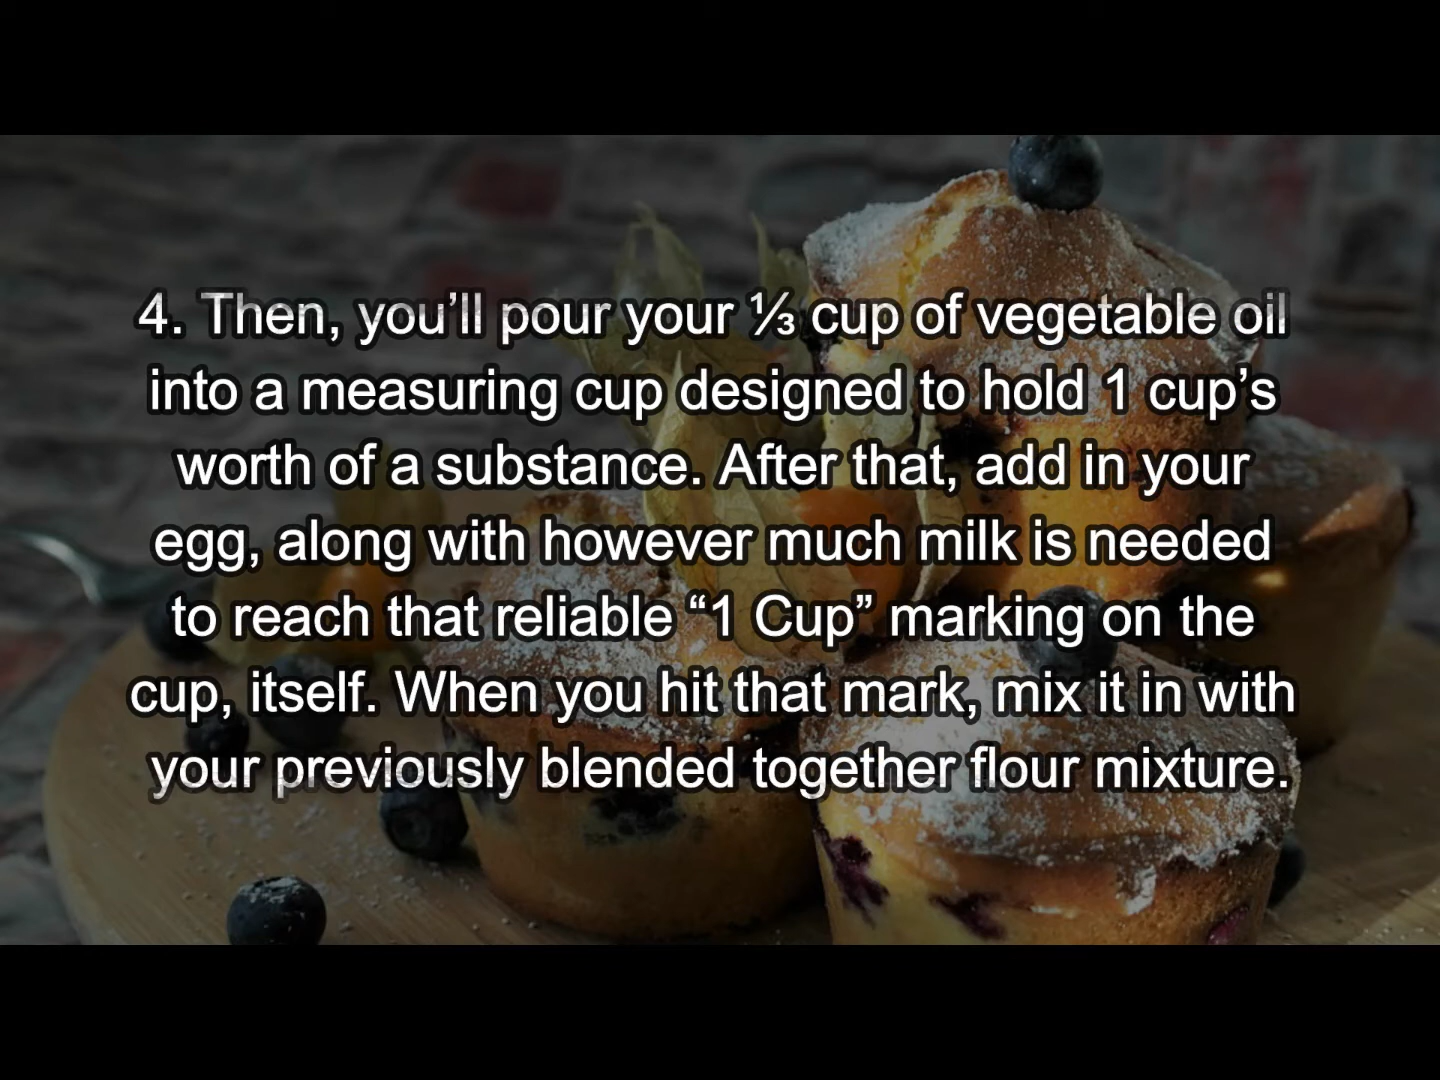 4. Then, you’ll pour your ⅓ cup of vegetable oil
into a measuring cup designed to hold 1 cup’s
worth of a substance. After that, add in your
egg, along with however much milk is needed
to reach that reliable “1 Cup” marking on the
cup, itself. When you hit that mark, mix it in with
your previously blended together flour mixture.